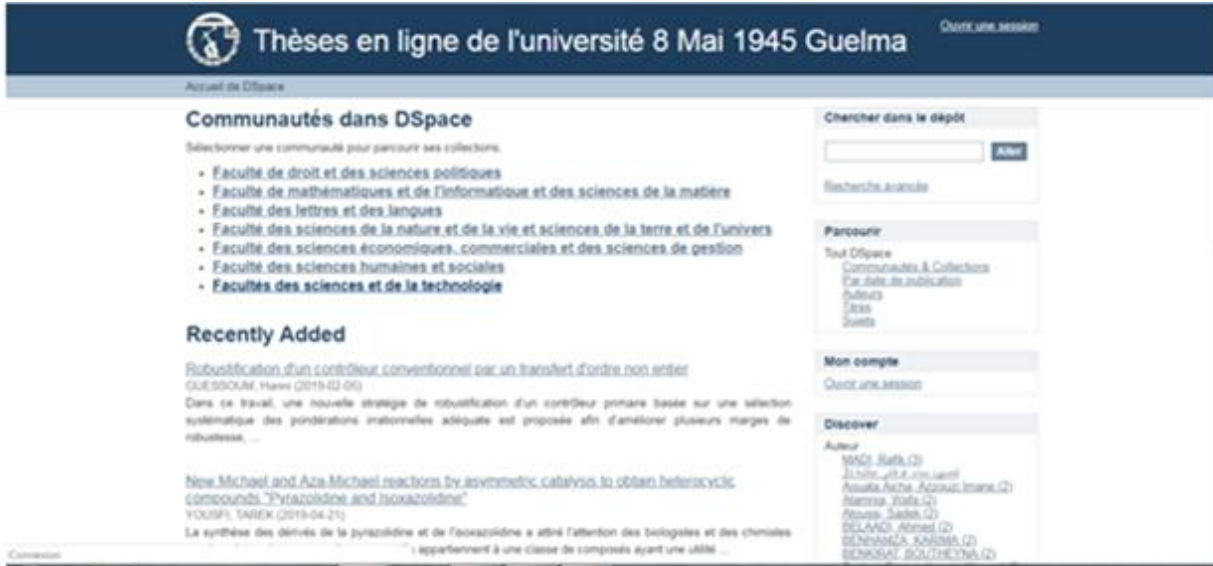 Thèses en ligne de l'université 8 Mai 1945 Guelma
Ouvrir une session
Accueil de DSpace
Communautés dans DSpace
Sélectionner une communauté pour parcourir ses collections.
Faculté de droit et des sciences politiques
Faculté de mathématiques et de l'informatique et des sciences de la matière
Faculté des lettres et des langues
Faculté des sciences de la nature et de la vie et sciences de la terre et de l'univers
Faculté des sciences économiques, commerciales et des sciences de gestion
Faculté des sciences humaines et sociales
Facultés des sciences et de la technologie
Recently Added
Robustification d'un contrôleur conventionnel par un transfert d'ordre non entier
GUESSOUM, Hanni (2019-02-05)
Dans ce travail, une nouvelle stratégie de robustification d'un contrôleur primaire basée sur une sélection
systématique des pondérations irrationnelles adéquate est proposée afin d'améliorer plusieurs marges de
robustesse, ...
New Michael and Aza-Michael reactions by asymmetric catalysis to obtain heterocyclic
compounds "Pyrazolidine and Isoxazolidine"
YOUSFI, TAREK (2019-04-21)
La synthèse des dérivés de la pyrazolidine et de l'isoxazolidine a attiré l'attention des biologistes et des chimistes
appartiennent à une classe de composés ayant une utilité ...
Connexion
Chercher dans le dépôt
Aller
Recherche avancée
Parcourir
Tout DSpace
Communautés & Collections
Par date de publication
Auteurs
Titres
Sujets
Mon compte
Ouvrir une session
Discover
Auteur
MADI, Rafik (3)
Aouata Aicha, Azzouzi Imane (2)
Atamnia, Wafa (2)
Atoussi, Sadek (2)
BELAADI, Ahmed (2)
BENHAMZA, KARIMA (2)
BENKIRAT, BOUTHEYNA (2)